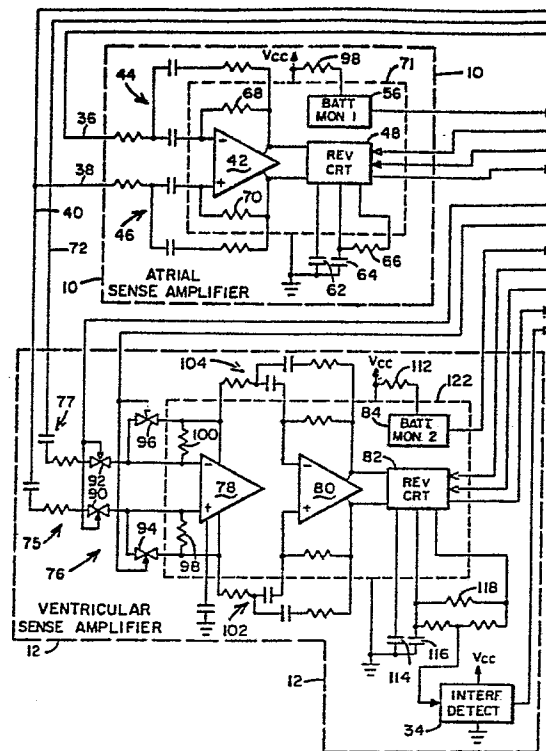 Vcc
98
71
10
44
68
BATT
MON 1
56
36
48
42
REV
CRT
38
70
40
72
46
66
10
ATRIAL
SENSE AMPLIFIER
62
64
104
Vcc
112
122
77
84
BATT
MON. 2
96
100
82
92
90
78
80
REV
CRT
75
94
76
98
118
VENTRICULAR
SENSE AMPLIFIER
102
12
114
116
Vcc
12
INTERF
DETECT
34